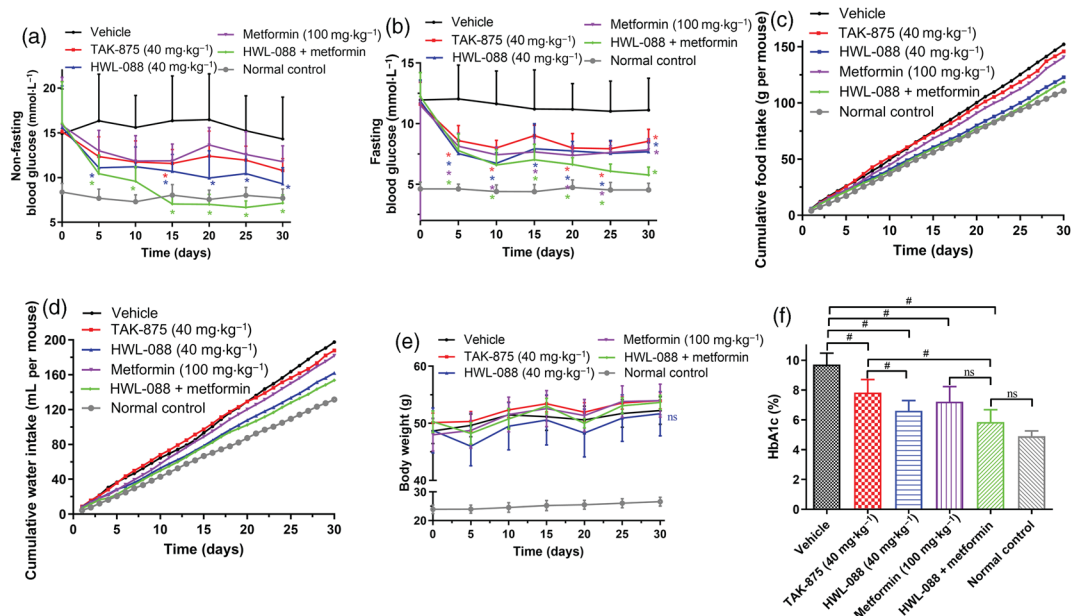 (a)
Vehicle
TAK-875 (40 mg·kg⁻¹)
HWL-088 (40 mg·kg⁻¹)
Metformin (100 mg·kg⁻¹)
HWL-088 + metformin
Normal control
Non-fasting
blood glucose (mmol·L⁻¹)
25
20
15
10
5
* * * * * * * * * * *
0 5 10 15 20 25 30
Time (days)
(b)
Vehicle
TAK-875 (40 mg·kg⁻¹)
HWL-088 (40 mg·kg⁻¹)
Metformin (100 mg·kg⁻¹)
HWL-088 + metformin
Normal control
Fasting
blood glucose (mmol·L⁻¹)
15
10
5
0 5 10 15 20 25 30
Time (days)
(c)
Vehicle
TAK-875 (40 mg·kg⁻¹)
HWL-088 (40 mg·kg⁻¹)
Metformin (100 mg·kg⁻¹)
HWL-088 + metformin
Normal control
Cumulative food intake (g per mouse)
150
100
50
0
0 5 10 15 20 25 30
Time (days)
(d)
Vehicle
TAK-875 (40 mg·kg⁻¹)
HWL-088 (40 mg·kg⁻¹)
Metformin (100 mg·kg⁻¹)
HWL-088 + metformin
Normal control
Cumulative water intake (mL per mouse)
200
160
120
80
40
0
0 5 10 15 20 25 30
Time (days)
(e)
Vehicle
TAK-875 (40 mg·kg⁻¹)
HWL-088 (40 mg·kg⁻¹)
Metformin (100 mg·kg⁻¹)
HWL-088 + metformin
Normal control
Body weight (g)
60
50
40
30
20
ns
0 5 10 15 20 25 30
Time (days)
(f)
#
#
#
#
#
#
ns
ns
HbA1c (%)
10
8
6
4
2
0
Vehicle
TAK-875 (40 mg·kg⁻¹)
HWL-088 (40 mg·kg⁻¹)
Metformin (100 mg·kg⁻¹)
HWL-088 + metformin
Normal control